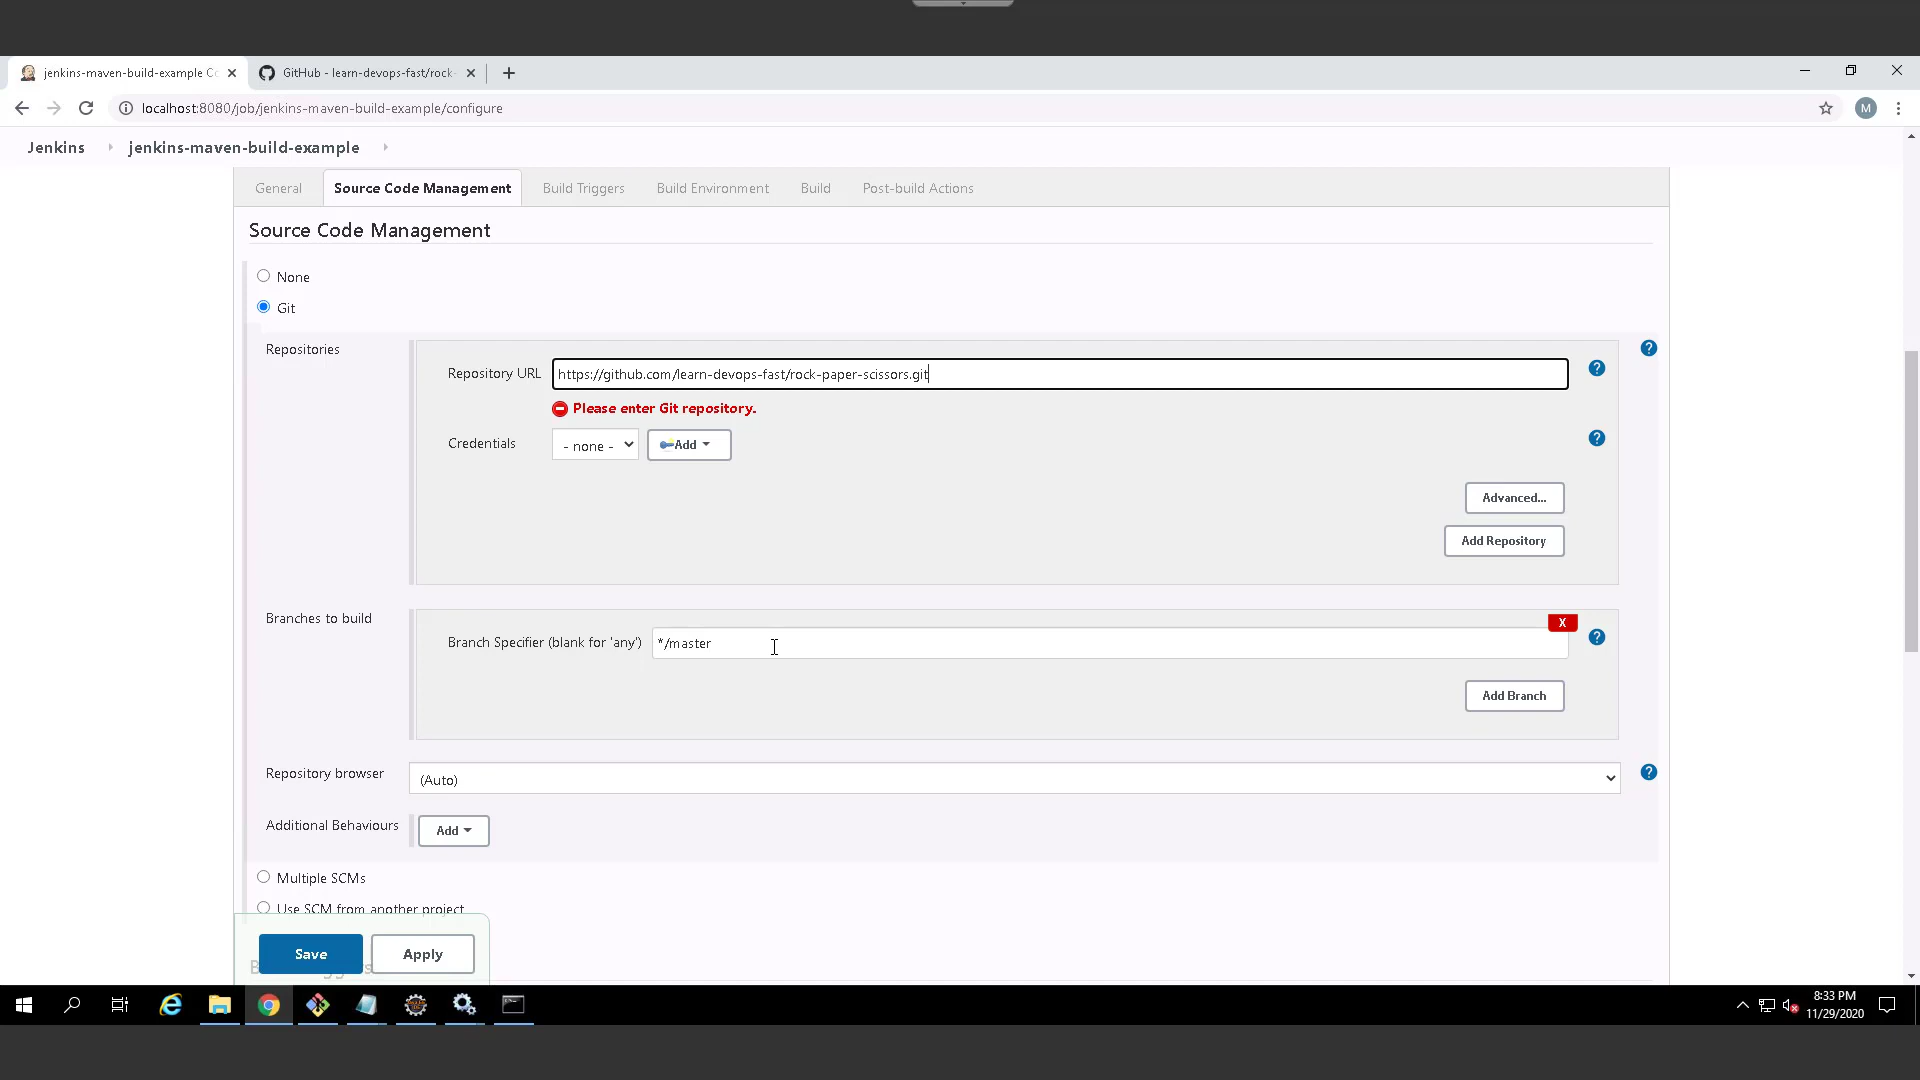 jenkins-maven-build-example Co
GitHub - learn-devops-fast/rock-
localhost:8080/job/jenkins-maven-build-example/configure
M
Jenkins
jenkins-maven-build-example
General
Source Code Management
Build Triggers
Build Environment
Build
Post-build Actions
Source Code Management
None
Git
Repositories
Repository URL
https://github.com/learn-devops-fast/rock-paper-scissors.git
Please enter Git repository.
Credentials
- none -
Add
Advanced...
Add Repository
Branches to build
X
Branch Specifier (blank for 'any')
*/master
Add Branch
Repository browser
(Auto)
Additional Behaviours
Add
Multiple SCMs
Use SCM from another project
Save
Apply
8:33 PM
11/29/2020